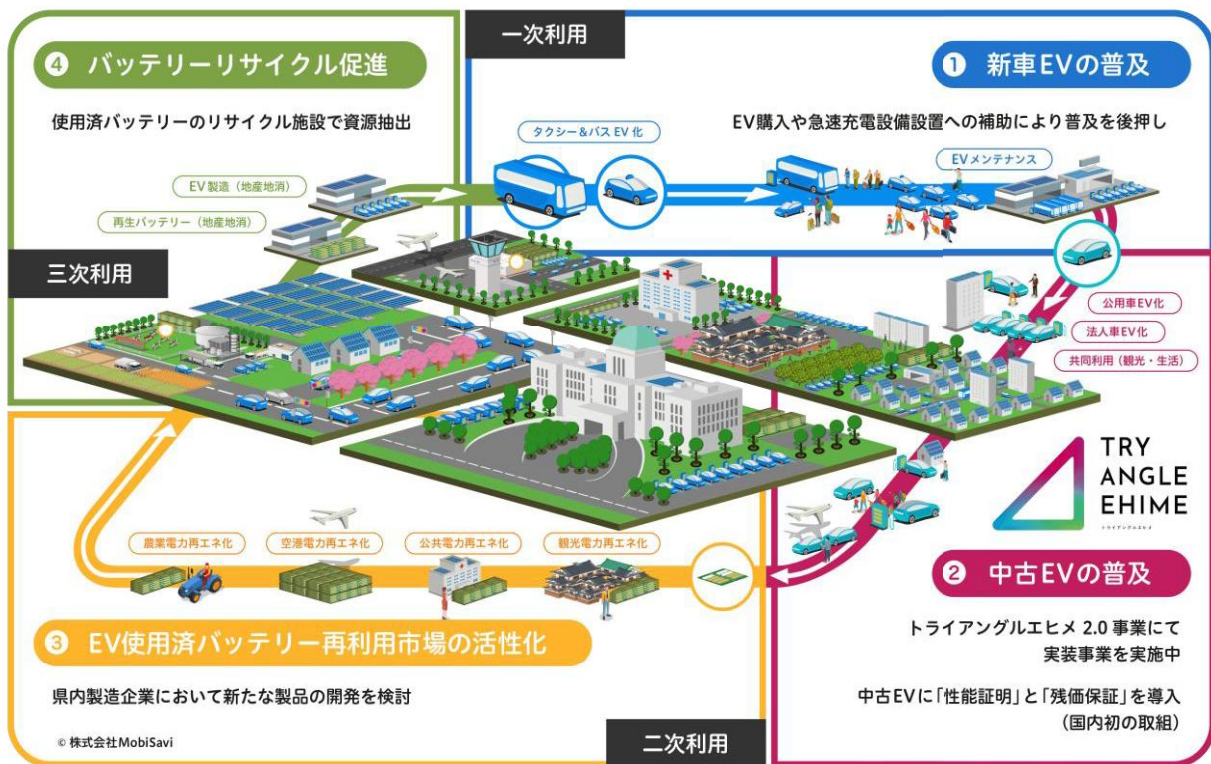 一次利用
① 新車EVの普及
EV購入や急速充電設備設置への補助により普及を後押し
タクシー＆バス EV 化
EVメンテナンス
④ バッテリーリサイクル促進
使用済バッテリーのリサイクル施設で資源抽出
EV 製造（地産地消）
再生バッテリー（地産地消）
三次利用
公用車EV化
法人車EV化
共同利用（観光・生活）
TRY
ANGLE
EHIME
トライアングルエヒメ
② 中古EVの普及
トライアングルエヒメ 2.0 事業にて
実装事業を実施中
中古EVに「性能証明」と「残価保証」を導入
（国内初の取組）
農業電力再エネ化
空港電力再エネ化
公共電力再エネ化
観光電力再エネ化
③ EV使用済バッテリー再利用市場の活性化
県内製造企業において新たな製品の開発を検討
© 株式会社MobiSavi
二次利用